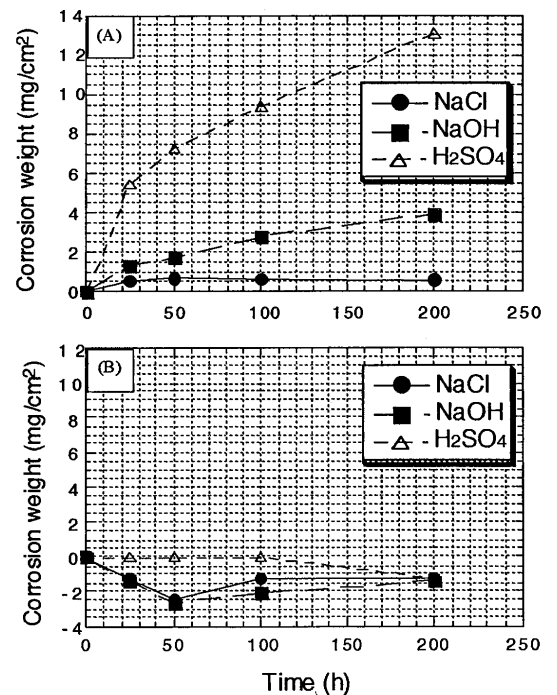 (A)
Corrosion weight (mg/cm²)
14
12
10
8
6
4
2
0
NaCl
NaOH
H₂SO₄
0 50 100 150 200 250
(B)
Corrosion weight (mg/cm²)
12
10
8
6
4
2
0
-2
-4
NaCl
NaOH
H₂SO₄
0 50 100 150 200 250
Time (h)